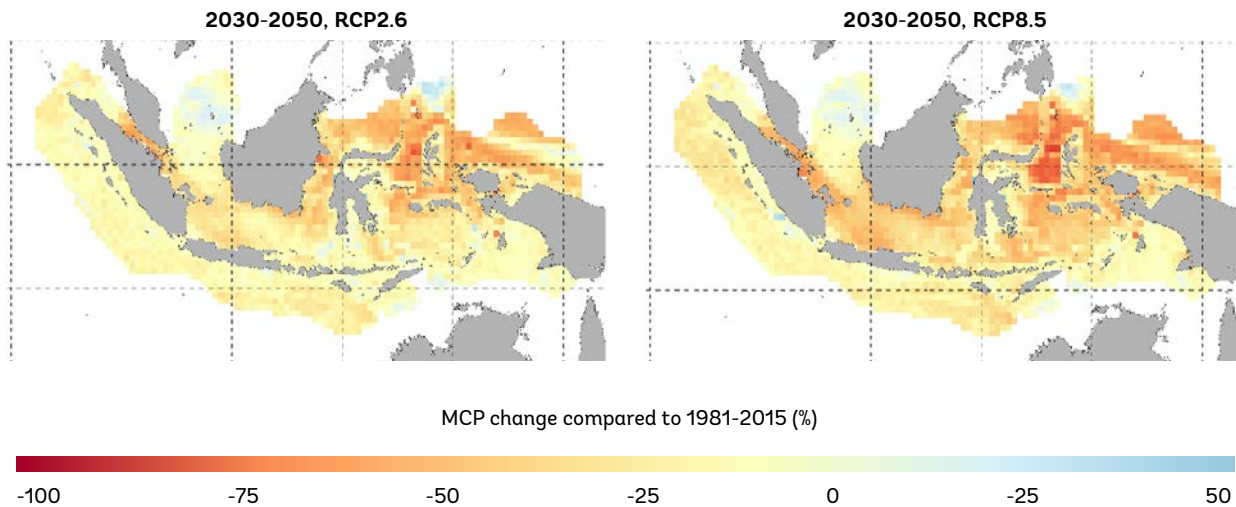 2030-2050, RCP2.6
2030-2050, RCP8.5
MCP change compared to 1981-2015 (%)
-100 -75 -50 -25 0 -25 50